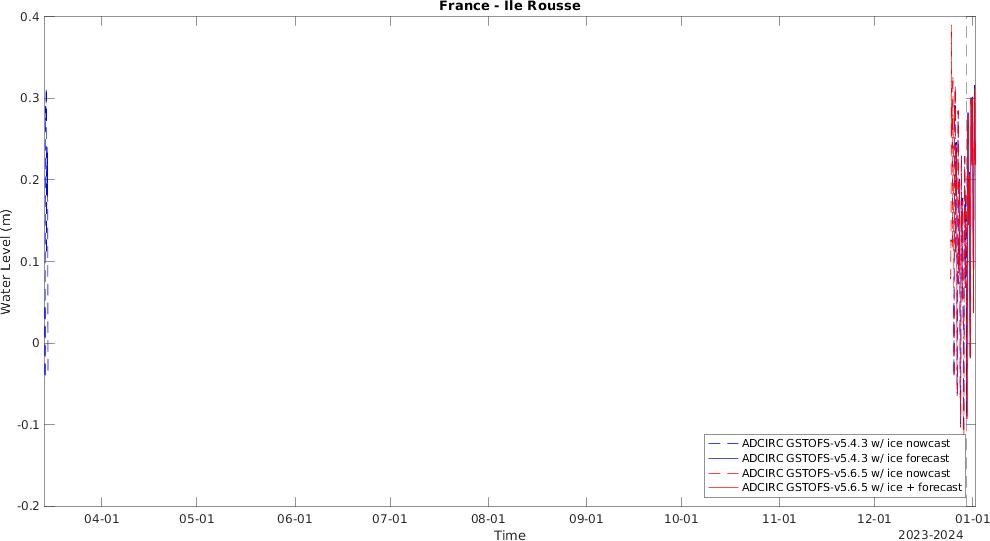 France - Ile Rousse
0.4
0.3
0.2
0.1
0
-0.1
-0.2
Water Level (m)
ADCIRC GSTOFS-v5.4.3 w/ ice nowcast
ADCIRC GSTOFS-v5.4.3 w/ ice forecast
ADCIRC GSTOFS-v5.6.5 w/ ice nowcast
ADCIRC GSTOFS-v5.6.5 w/ ice + forecast
04-01 05-01 06-01 07-01 08-01 09-01 10-01 11-01 12-01 01-01
Time
2023-2024